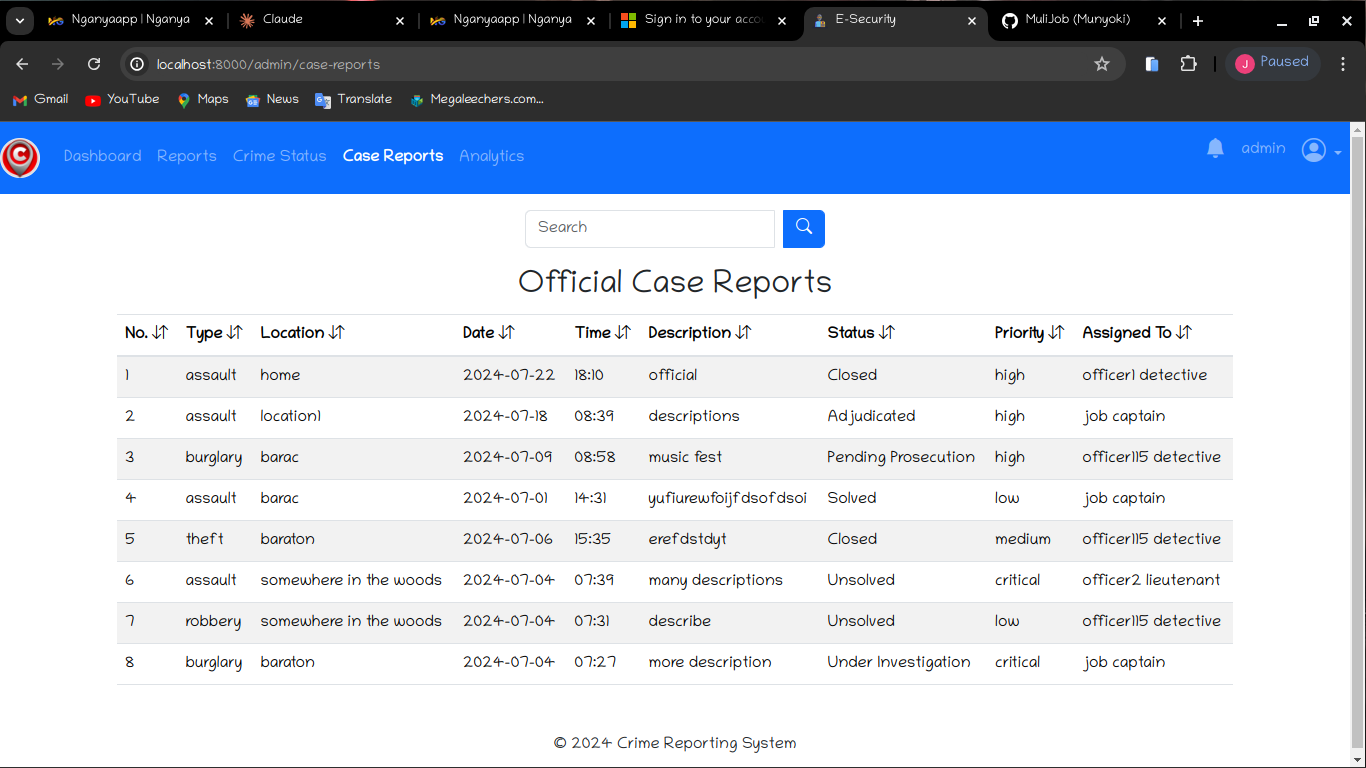 Nganyaapp | Nganya
Claude
Nganyaapp | Nganya
Sign in to your acco
E-Security
MuliJob (Munyoki)
localhost:8000/admin/case-reports
J Paused
Gmail YouTube Maps News Translate Megaleechers.com...
C Dashboard Reports Crime Status Case Reports Analytics admin
Search
Official Case Reports
No. Type Location Date Time Description Status Priority Assigned To
1 assault home 2024-07-22 18:10 official Closed high officer1 detective
2 assault location1 2024-07-18 08:39 descriptions Adjudicated high job captain
3 burglary barac 2024-07-09 08:58 music fest Pending Prosecution high officer115 detective
4 assault barac 2024-07-01 14:31 yufiurewfoijfdsofdsoi Solved low job captain
5 theft baraton 2024-07-06 15:35 erefdstdyt Closed medium officer115 detective
6 assault somewhere in the woods 2024-07-04 07:39 many descriptions Unsolved critical officer2 lieutenant
7 robbery somewhere in the woods 2024-07-04 07:31 describe Unsolved low officer115 detective
8 burglary baraton 2024-07-04 07:27 more description Under Investigation critical job captain
© 2024 Crime Reporting System